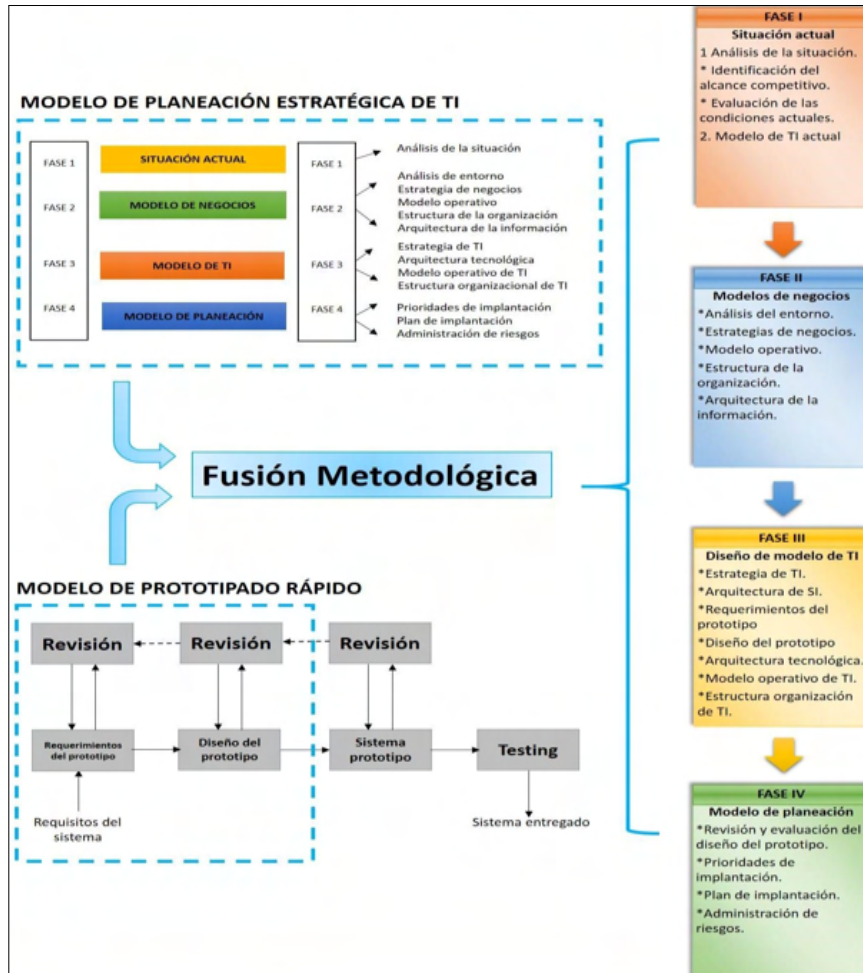 MODELO DE PLANEACIÓN ESTRATÉGICA DE TI
FASE 1
SITUACIÓN ACTUAL
FASE 1
Análisis de la situación
FASE 2
MODELO DE NEGOCIOS
FASE 2
Análisis de entorno
Estrategia de negocios
Modelo operativo
Estructura de la organización
Arquitectura de la información
FASE 3
MODELO DE TI
FASE 3
Estrategia de TI
Arquitectura tecnológica
Modelo operativo de TI
Estructura organizacional de TI
FASE 4
MODELO DE PLANEACIÓN
FASE 4
Prioridades de implantación
Plan de implantación
Administración de riesgos
Fusión Metodológica
MODELO DE PROTOTIPADO RÁPIDO
Revisión
Revisión
Revisión
Requerimientos
del prototipo
Diseño del
prototipo
Sistema
prototipo
Testing
Requisitos del
sistema
Sistema entregado
FASE I
Situación actual
1 Análisis de la situación.
* Identificación del
alcance competitivo.
* Evaluación de las
condiciones actuales.
2. Modelo de TI actual
FASE II
Modelos de negocios
*Análisis del entorno.
*Estrategias de negocios.
*Modelo operativo.
*Estructura de la
organización.
*Arquitectura de la
información.
FASE III
Diseño de modelo de TI
*Estrategia de TI.
*Arquitectura de SI.
*Requerimientos del
prototipo
*Diseño del prototipo
*Arquitectura tecnológica.
*Modelo operativo de TI.
*Estructura organización
de TI.
FASE IV
Modelo de planeación
*Revisión y evaluación del
diseño del prototipo.
*Prioridades de
implantación.
*Plan de implantación.
*Administración de
riesgos.